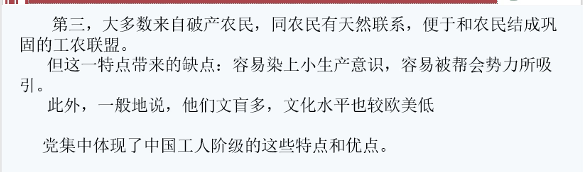 第三，大多数来自破产农民，同农民有天然联系，便于和农民结成巩
固的工农联盟。
但这一特点带来的缺点：容易染上小生产意识，容易被帮会势力所吸
引。
此外，一般地说，他们文盲多，文化水平也较欧美低
党集中体现了中国工人阶级的这些特点和优点。